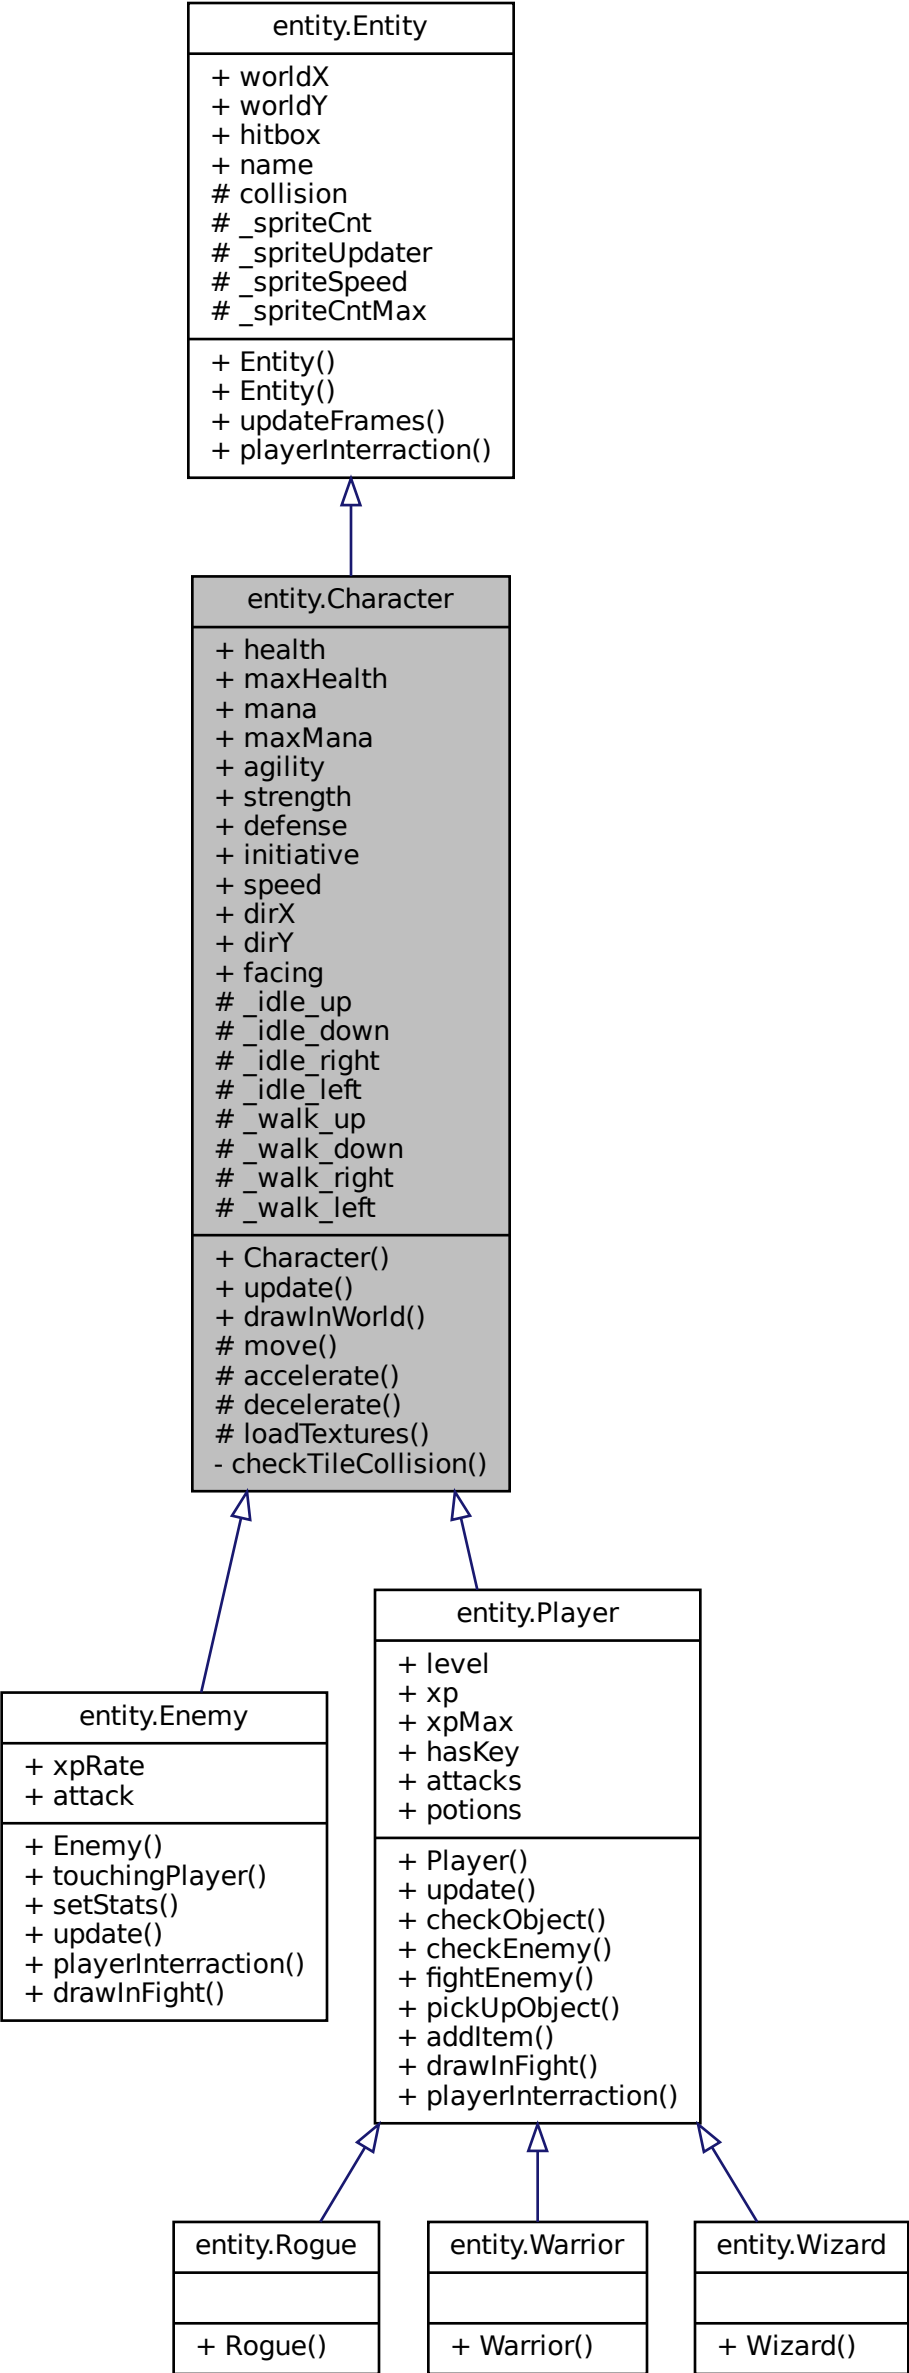 entity.Entity
+ worldX
+ worldY
+ hitbox
+ name
# collision
# _spriteCnt
# _spriteUpdater
# _spriteSpeed
# _spriteCntMax
+ Entity()
+ Entity()
+ updateFrames()
+ playerInterraction()
entity.Character
+ health
+ maxHealth
+ mana
+ maxMana
+ agility
+ strength
+ defense
+ initiative
+ speed
+ dirX
+ dirY
+ facing
# _idle_up
# _idle_down
# _idle_right
# _idle_left
# _walk_up
# _walk_down
# _walk_right
# _walk_left
+ Character()
+ update()
+ drawInWorld()
# move()
# accelerate()
# decelerate()
# loadTextures()
- checkTileCollision()
entity.Enemy
+ xpRate
+ attack
+ Enemy()
+ touchingPlayer()
+ setStats()
+ update()
+ playerInterraction()
+ drawInFight()
entity.Player
+ level
+ xp
+ xpMax
+ hasKey
+ attacks
+ potions
+ Player()
+ update()
+ checkObject()
+ checkEnemy()
+ fightEnemy()
+ pickUpObject()
+ addItem()
+ drawInFight()
+ playerInterraction()
entity.Rogue
+ Rogue()
entity.Warrior
+ Warrior()
entity.Wizard
+ Wizard()